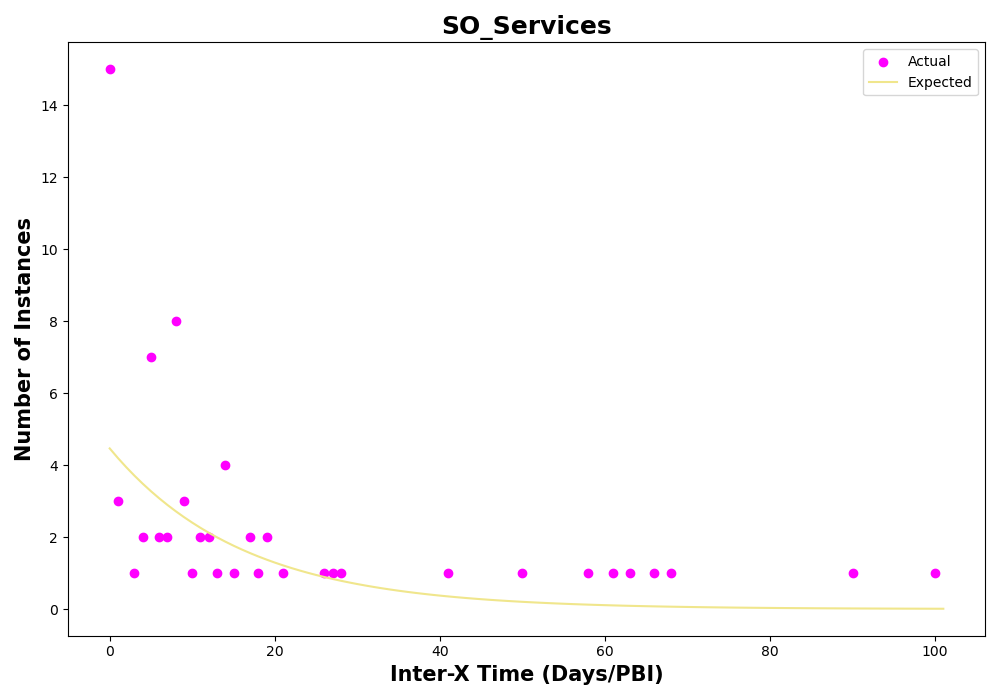 SO_Services
Actual
Expected
Number of Instances
14
12
10
8
6
4
2
0
0 20 40 60 80 100
Inter-X Time (Days/PBI)